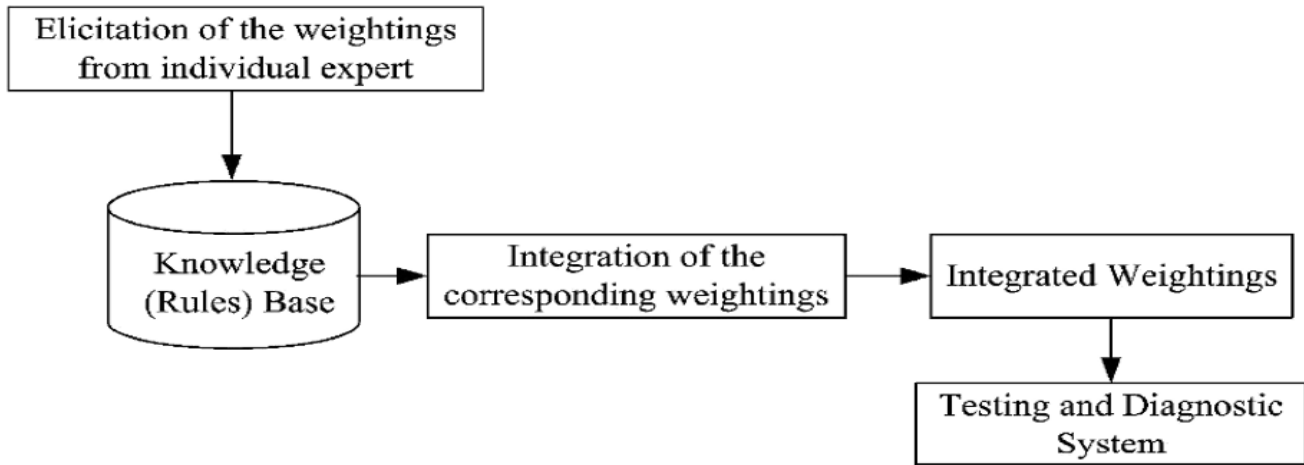 Elicitation of the weightings
from individual expert
Knowledge
(Rules) Base
Integration of the
corresponding weightings
Integrated Weightings
Testing and Diagnostic
System